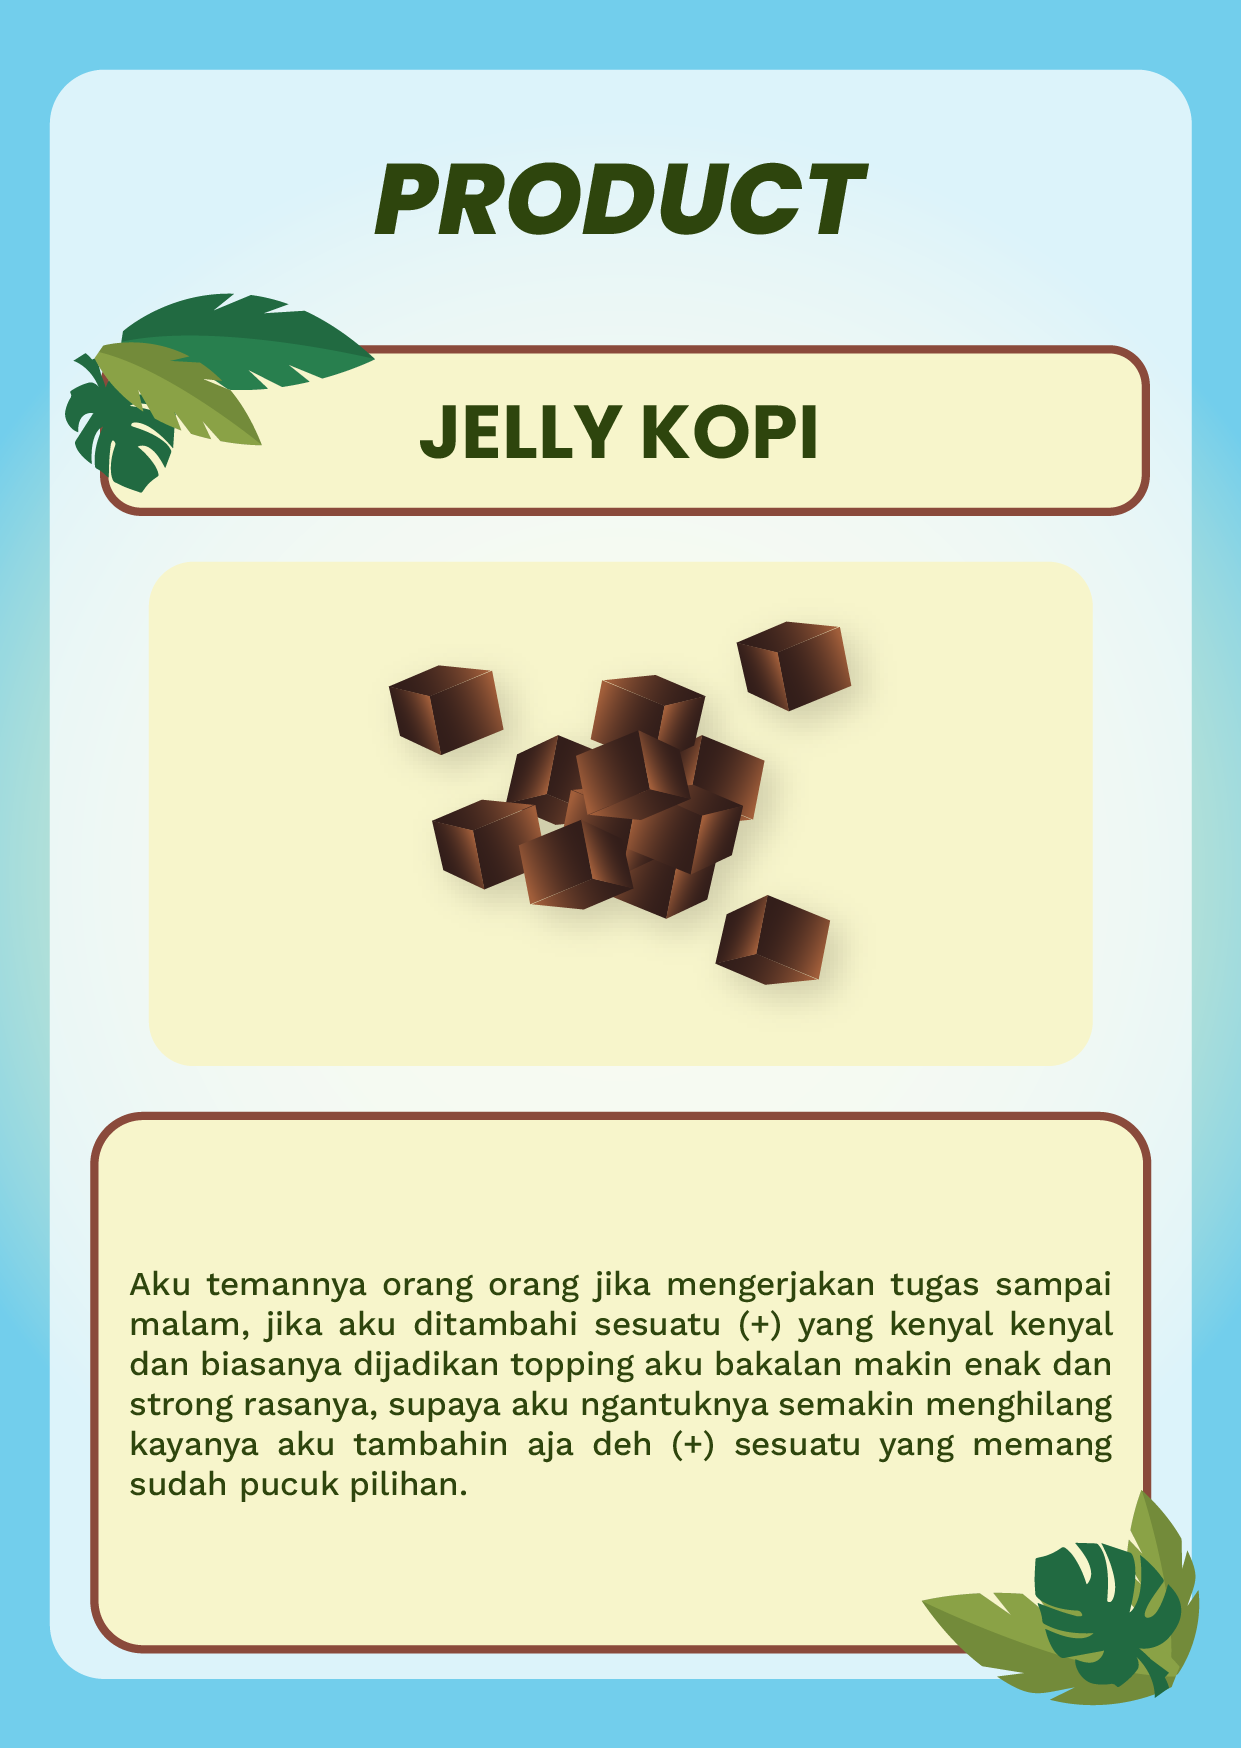 PRODUCT
JELLY KOPI
Aku temannya orang orang jika mengerjakan tugas sampai
malam, jika aku ditambahi sesuatu (+) yang kenyal kenyal
dan biasanya dijadikan topping aku bakalan makin enak dan
strong rasanya, supaya aku ngantuknya semakin menghilang
kayanya aku tambahin aja deh (+) sesuatu yang memang
sudah pucuk pilihan.